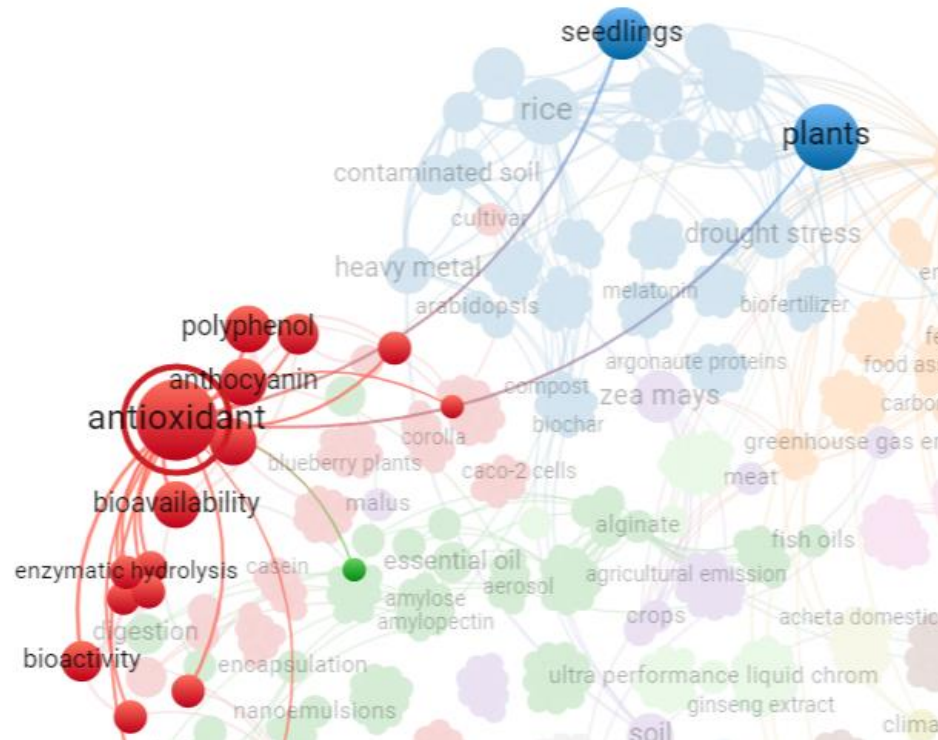 seedlings
rice
plants
contaminated soil
cultivar
drought stress
heavy metal
melatonin
arabidopsis
biofertilizer
polyphenol
argonaute proteins
food as
anthocyanin
compost
zea mays
carbo
antioxidant
biochar
corolla
greenhouse gas e
blueberry plants
caco-2 cells
meat
bioavailability
malus
alginate
fish oils
essential oil
enzymatic hydrolysis
casein
aerosol
agricultural emission
amylose
amylopectin
crops
acheta domestic
digestion
bioactivity
encapsulation
ultra performance liquid chrom
ginseng extract
nanoemulsions
soil
clima